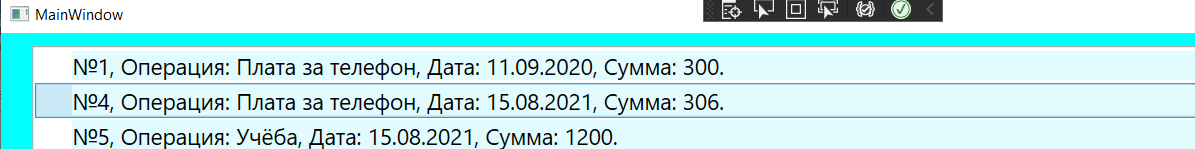 MainWindow
№1, Операция: Плата за телефон, Дата: 11.09.2020, Сумма: 300.
№4, Операция: Плата за телефон, Дата: 15.08.2021, Сумма: 306.
№5, Операция: Учёба, Дата: 15.08.2021, Сумма: 1200.